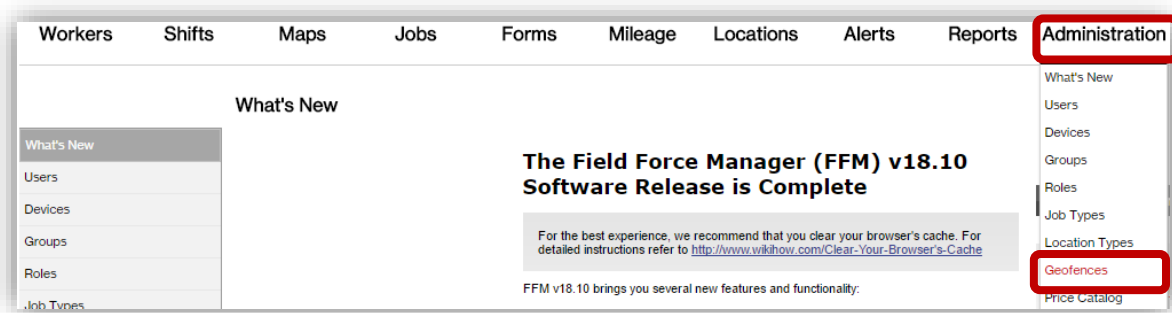 Workers Shifts Maps Jobs Forms Mileage Locations Alerts Reports Administration
What's New
What's New
Users
Devices
Groups
Roles
Job Types
The Field Force Manager (FFM) v18.10
Software Release is Complete
For the best experience, we recommend that you clear your browser's cache. For
detailed instructions refer to http://www.wikihow.com/Clear-Your-Browser's-Cache
FFM v18.10 brings you several new features and functionality:
What's New
Users
Devices
Groups
Roles
Job Types
Location Types
Geofences
Price Catalog